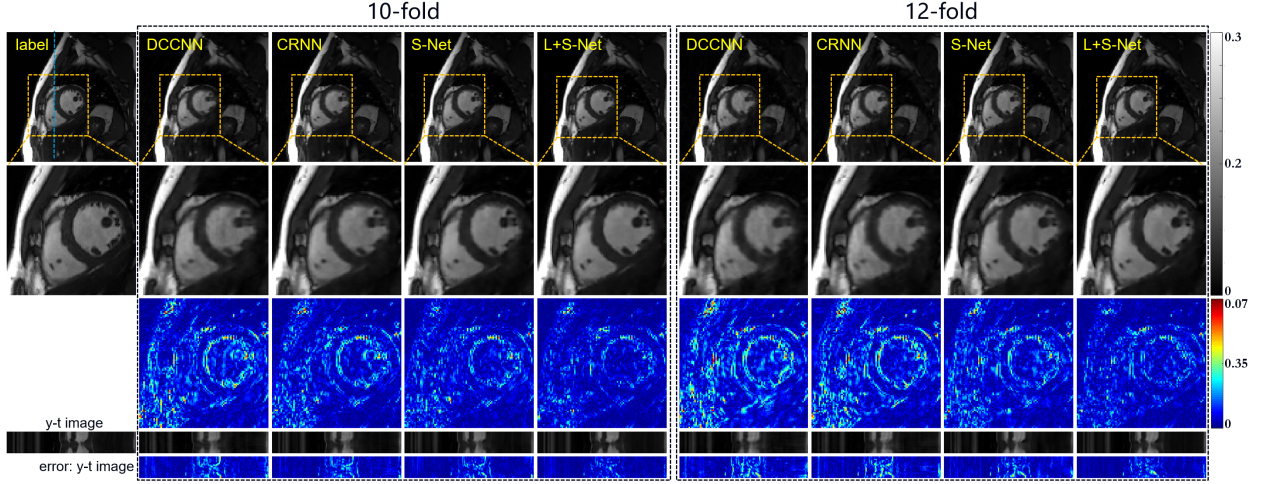 10-fold
12-fold
label
DCCNN
CRNN
S-Net
L+S-Net
DCCNN
CRNN
S-Net
L+S-Net
0.3
0.2
0
0.07
0.35
0
y-t image
error: y-t image